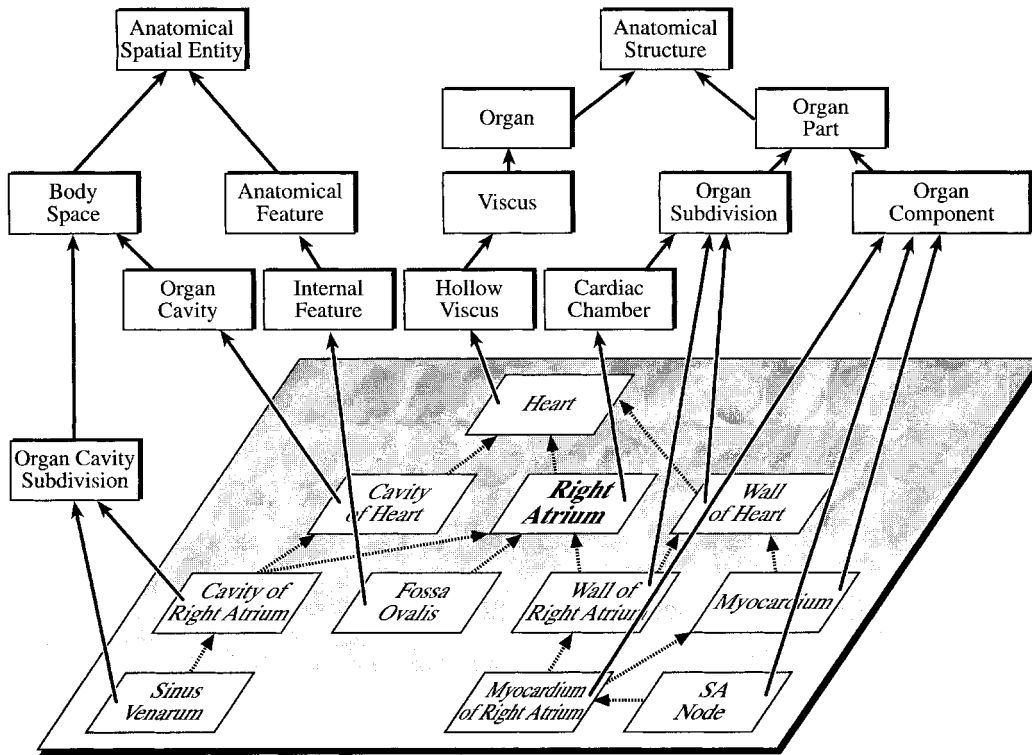 Anatomical
Spatial Entity
Anatomical
Structure
Organ
Organ
Part
Body
Space
Anatomical
Feature
Viscus
Organ
Subdivision
Organ
Component
Organ
Cavity
Internal
Feature
Hollow
Viscus
Cardiac
Chamber
Heart
Organ Cavity
Subdivision
Cavity
of Heart
Right
Atrium
Wall
of Heart
Cavity of
Right Atrium
Fossa
Ovalis
Wall of
Right Atrium
Myocardium
Sinus
Venarum
Myocardium
of Right Atrium
SA
Node